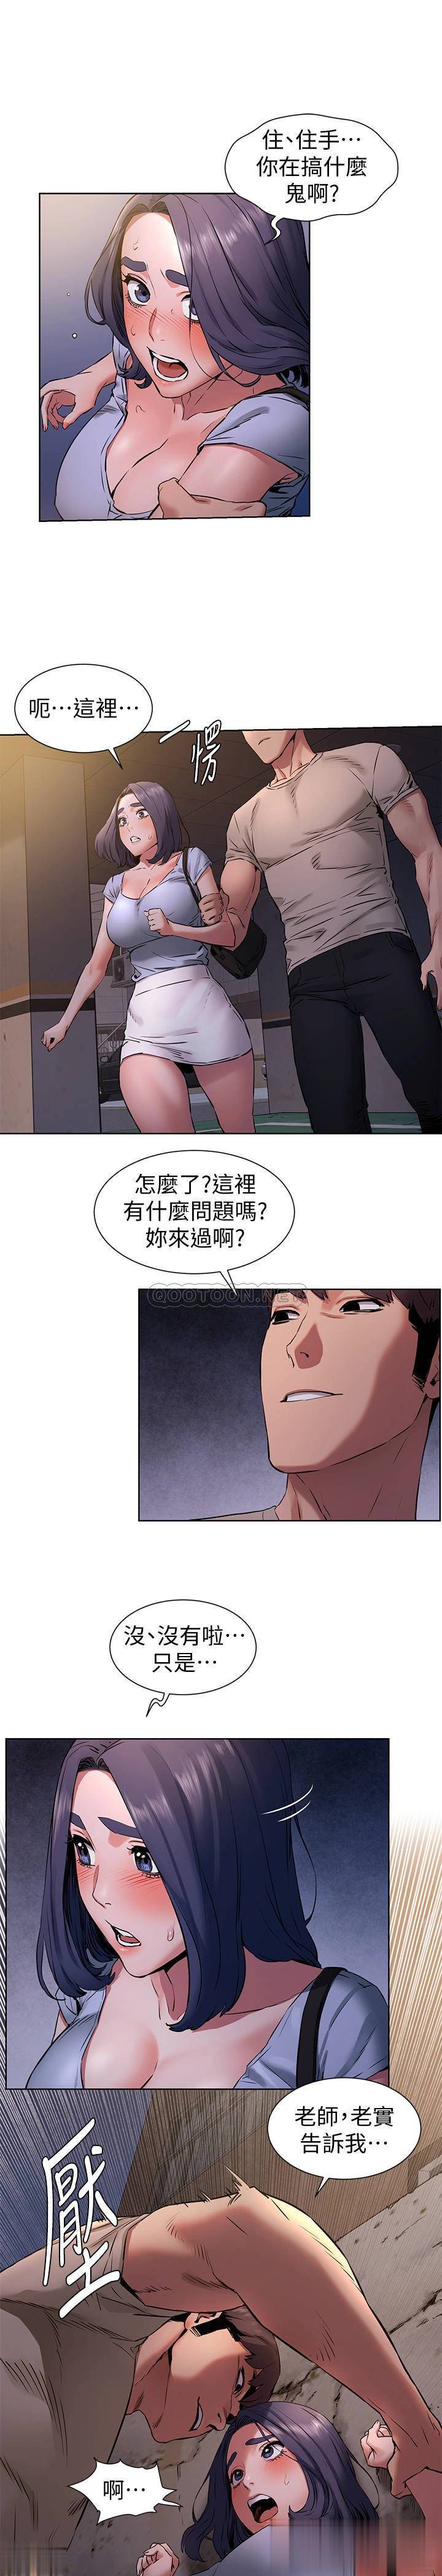 住、住手⋯
你在搞什麼
鬼啊?
呃⋯這裡⋯
愣
怎麼了?這裡
有什麼問題嗎?
妳來過啊?
QOOTOON.NET
沒、沒有啦⋯
只是⋯
老師,老實
告訴我⋯
壓
啊⋯